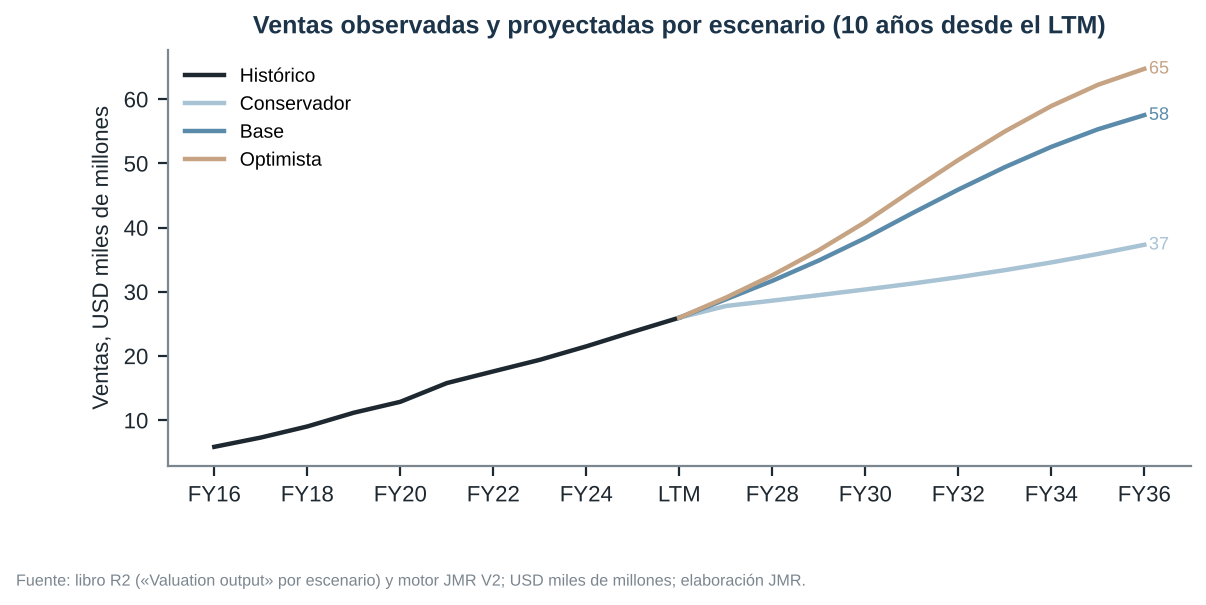 Ventas observadas y proyectadas por escenario (10 años desde el LTM)
Ventas, USD miles de millones
60
50
40
30
20
10
Histórico
Conservador
Base
Optimista
65
58
37
FY16 FY18 FY20 FY22 FY24 LTM FY28 FY30 FY32 FY34 FY36
Fuente: libro R2 («Valuation output» por escenario) y motor JMR V2; USD miles de millones; elaboración JMR.